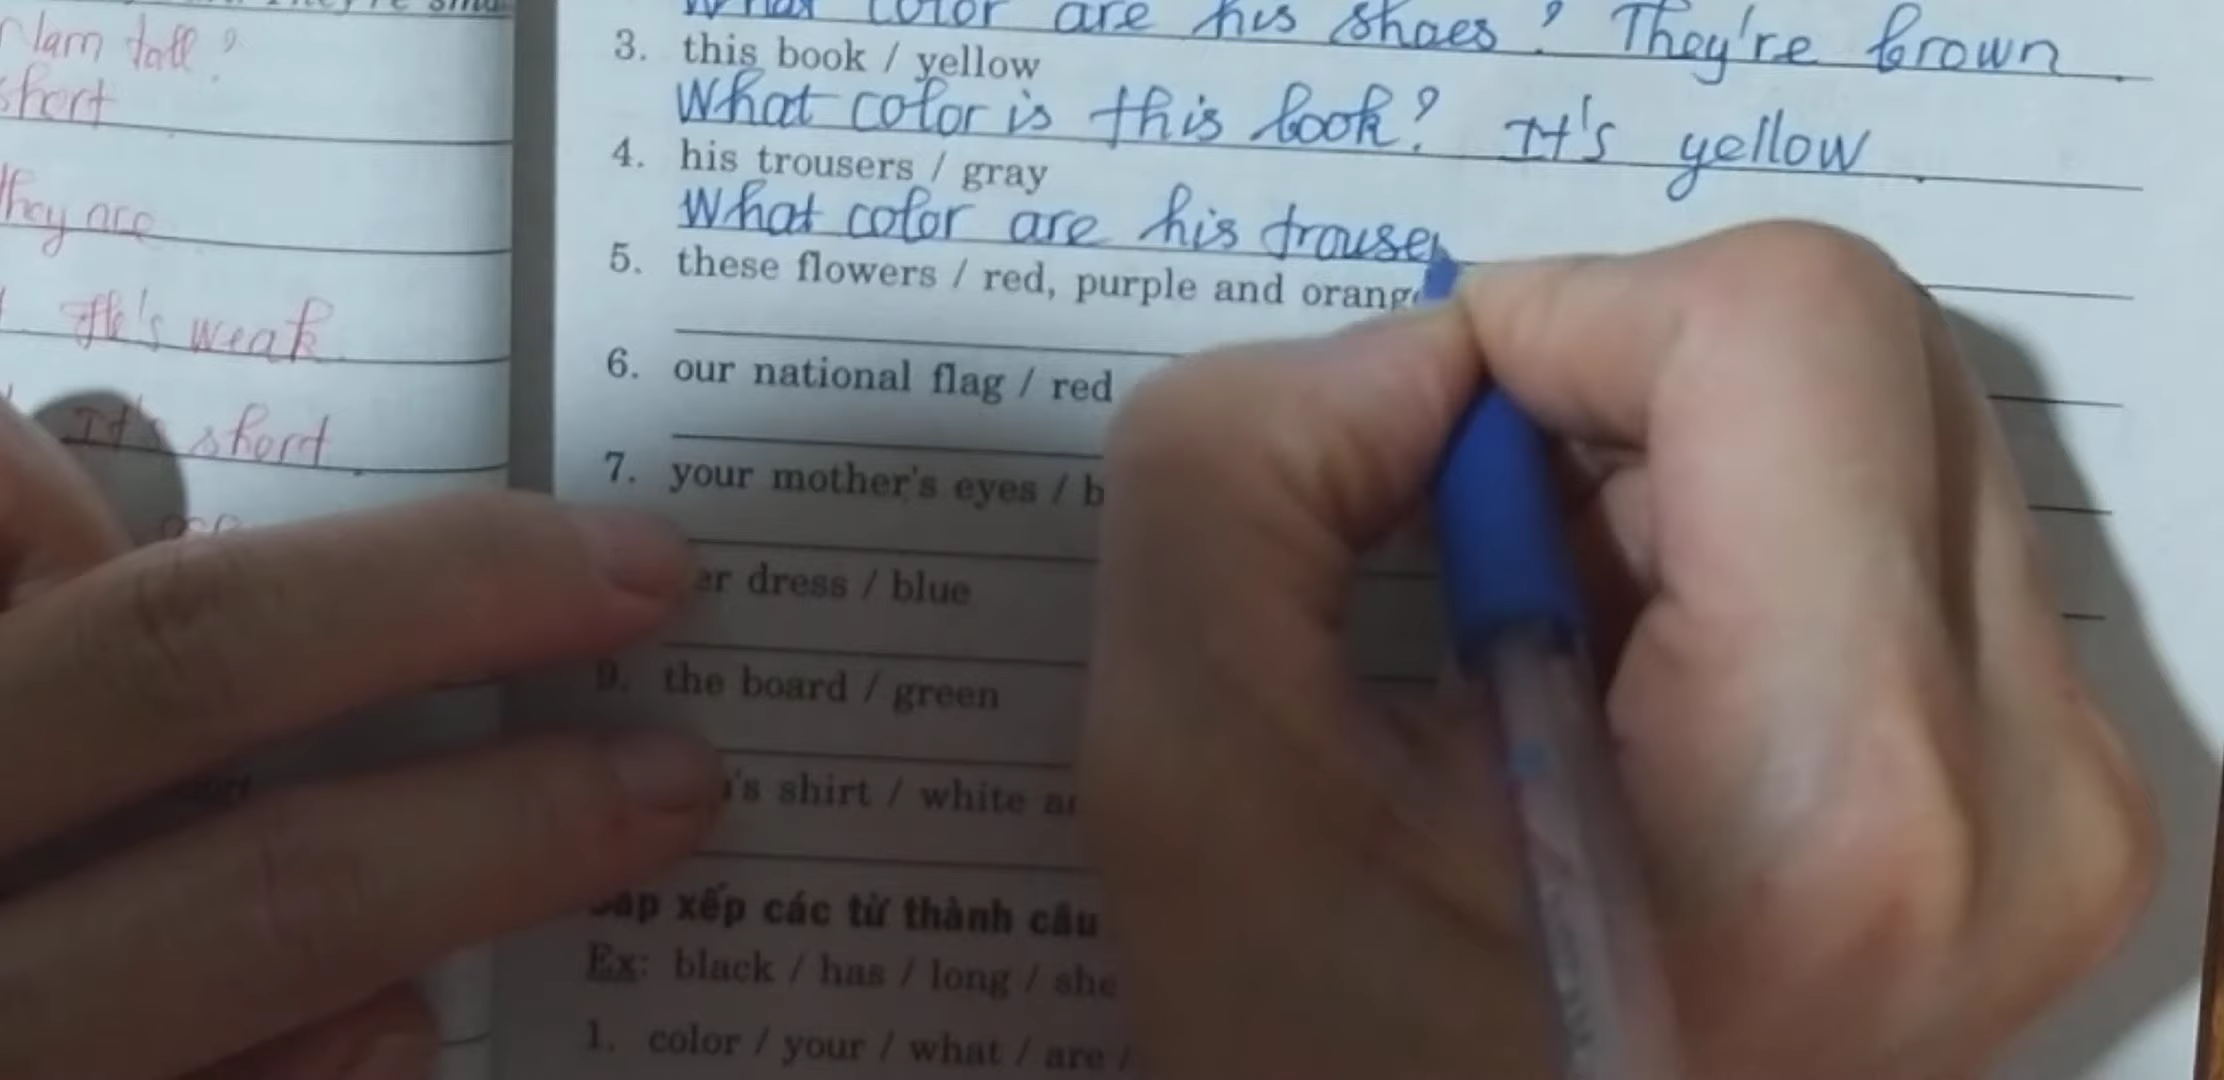 Nam tall?
short
they are
He's weak
It's short
What color are his shoes? They're brown.
3. this book / yellow
What color is this book? It's yellow.
4. his trousers / gray
What color are his trouse
5. these flowers / red, purple and orang
6. our national flag / red
7. your mother's eyes / b
er dress / blue
9. the board / green
's shirt / white a
xếp các từ thành câu
Ex: black / has / long / she
1. color / your / what / are /